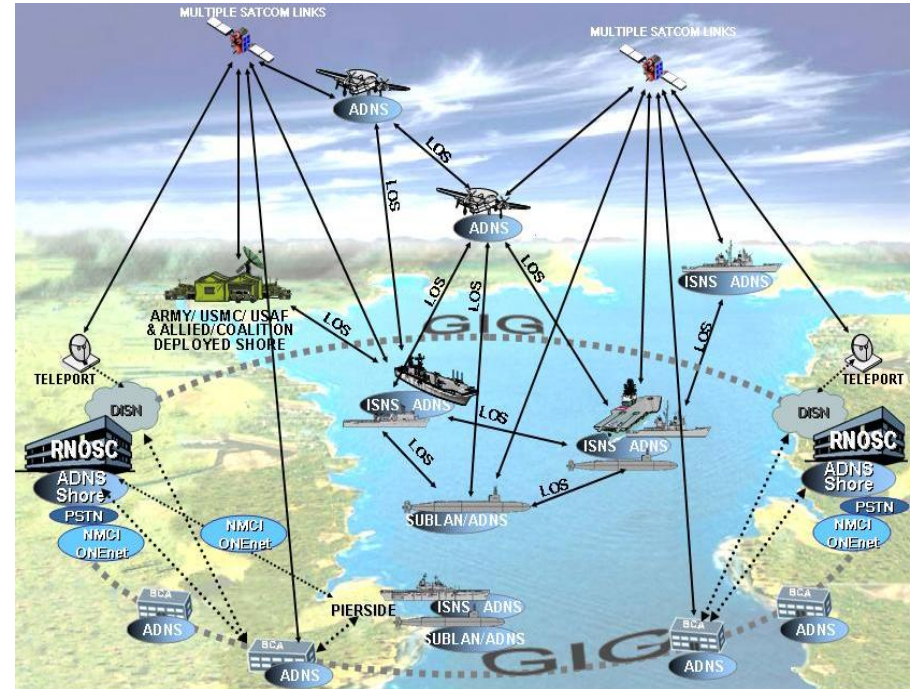 MULTIPLE SATCOM LINKS
MULTIPLE SATCOM LINKS
ADNS
LOS
LOS
ADNS
LOS
LOS
LOS
ISNS ADNS
ARMY/ USMC/ USAF
& ALLIED/COALITION
DEPLOYED SHORE
LOS
GIG
LOS
TELEPORT
TELEPORT
DISN
ISNS ADNS
LOS
ISNS ADNS
DISN
RNOSC
ADNS
Shore
PSTN
NMCI
ONEnet
NMCI
ONEnet
LOS
LOS
SUBLAN/ADNS
RNOSC
ADNS
Shore
PSTN
NMCI
ONEnet
BCA
ADNS
PIERSIDE
ISNS ADNS
SUBLAN/ADNS
BCA
ADNS
BCA
ADNS
GIG
BCA
ADNS